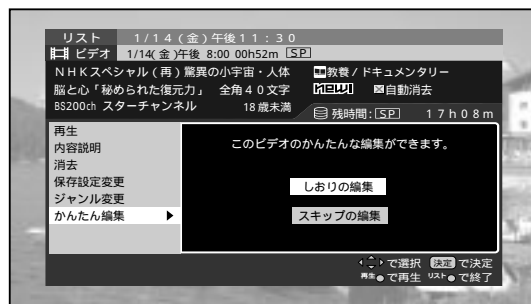 リスト 1/14(金)午後11:30
ビデオ 1/14(金)午後 8:00 00h52m SP
NHKスペシャル(再)驚異の小宇宙・人体 教養/ドキュメンタリー
脳と心「秘められた復元力」 全角40文字 NEW! 自動消去
BS200ch スターチャンネル 18歳未満 残時間:SP 17h08m
再生
内容説明
消去
保存設定変更
ジャンル変更
かんたん編集
このビデオのかんたんな編集ができます。
しおりの編集
スキップの編集
で選択 決定 で決定
再生●で再生 リスト●で終了